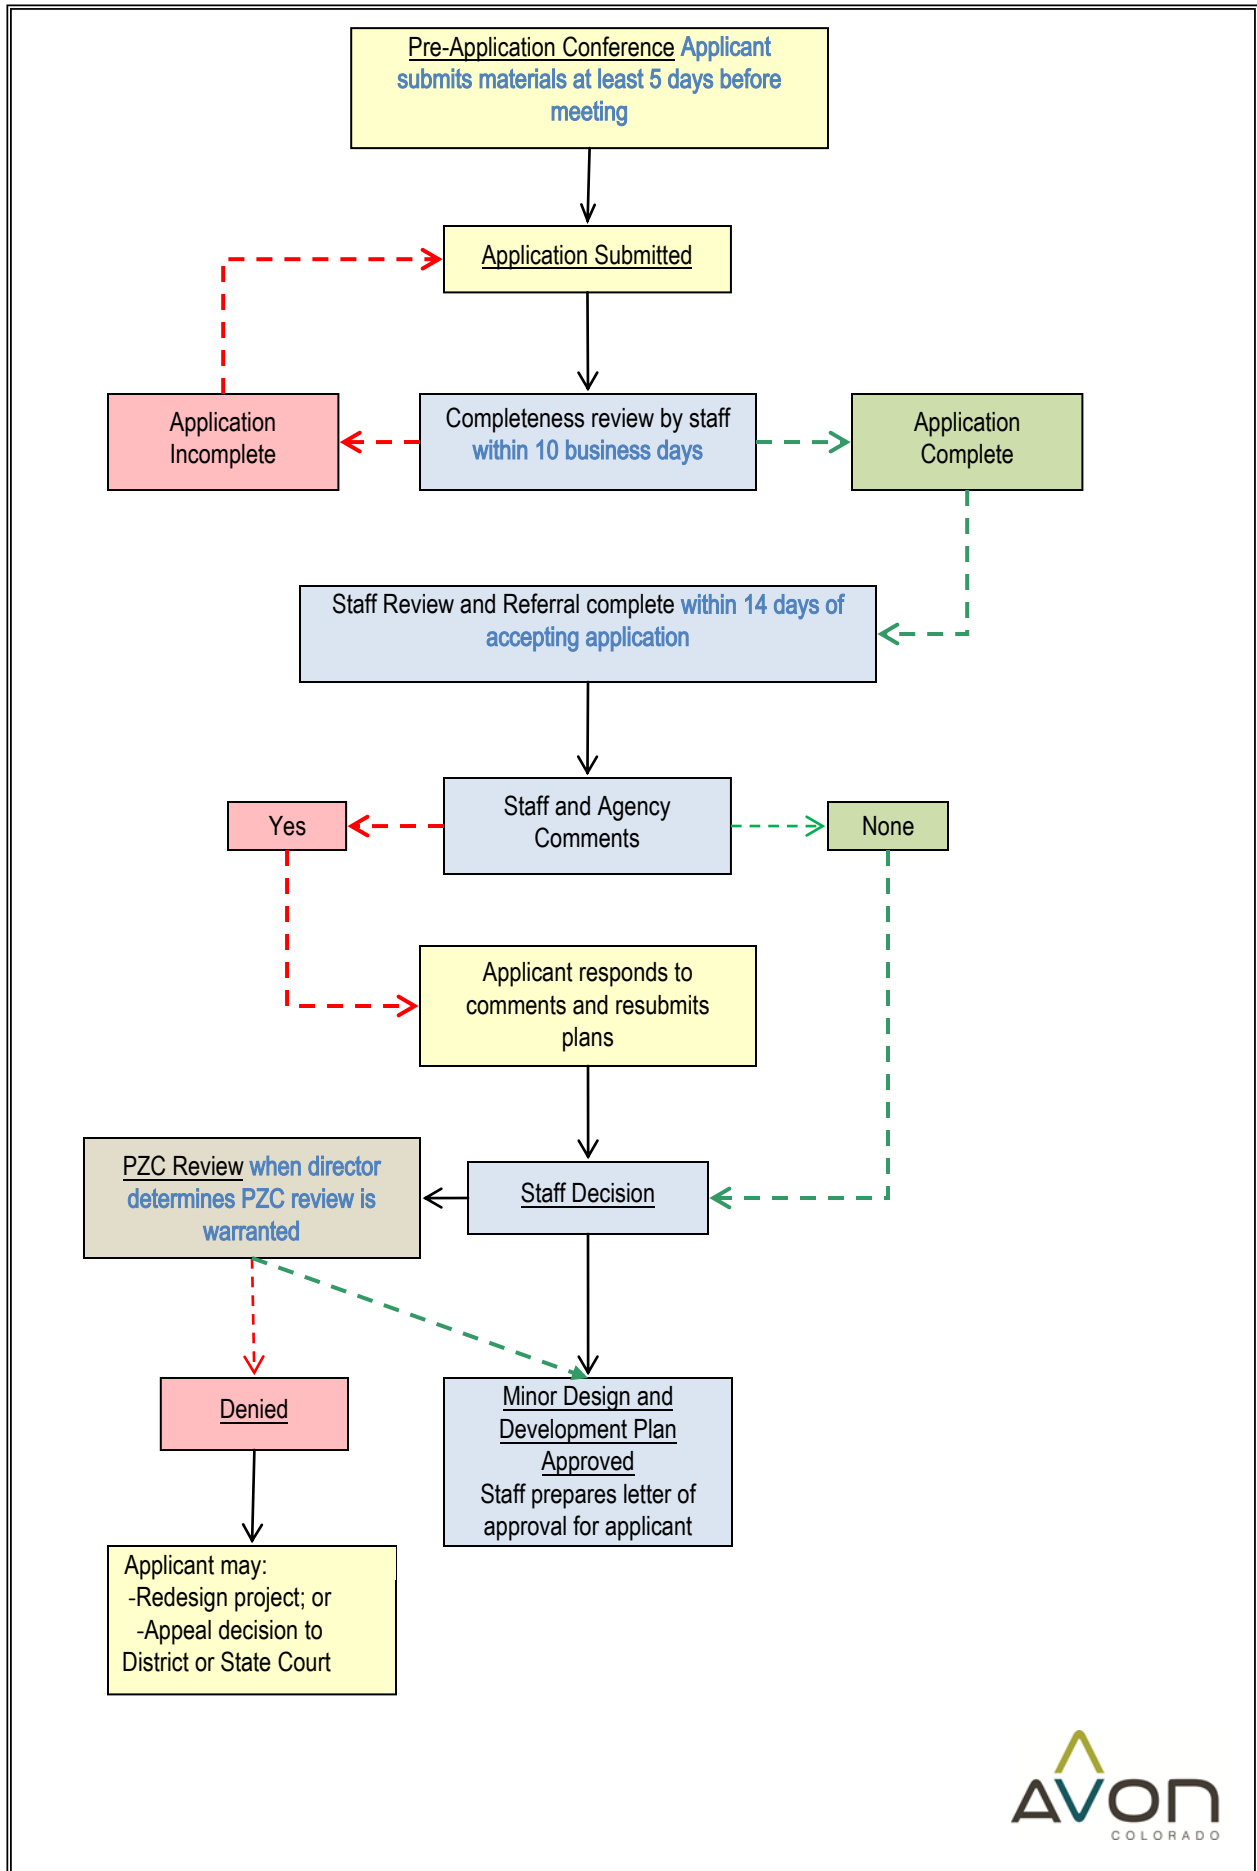 Pre-Application Conference Applicant
submits materials at least 5 days before
meeting
Application Submitted
Application
Incomplete
Completeness review by staff
within 10 business days
Application
Complete
Staff Review and Referral complete within 14 days of
accepting application
Yes
Staff and Agency
Comments
None
Applicant responds to
comments and resubmits
plans
PZC Review when director
determines PZC review is
warranted
Staff Decision
Denied
Minor Design and
Development Plan
Approved
Staff prepares letter of
approval for applicant
Applicant may:
-Redesign project; or
-Appeal decision to
District or State Court
AVON
COLORADO